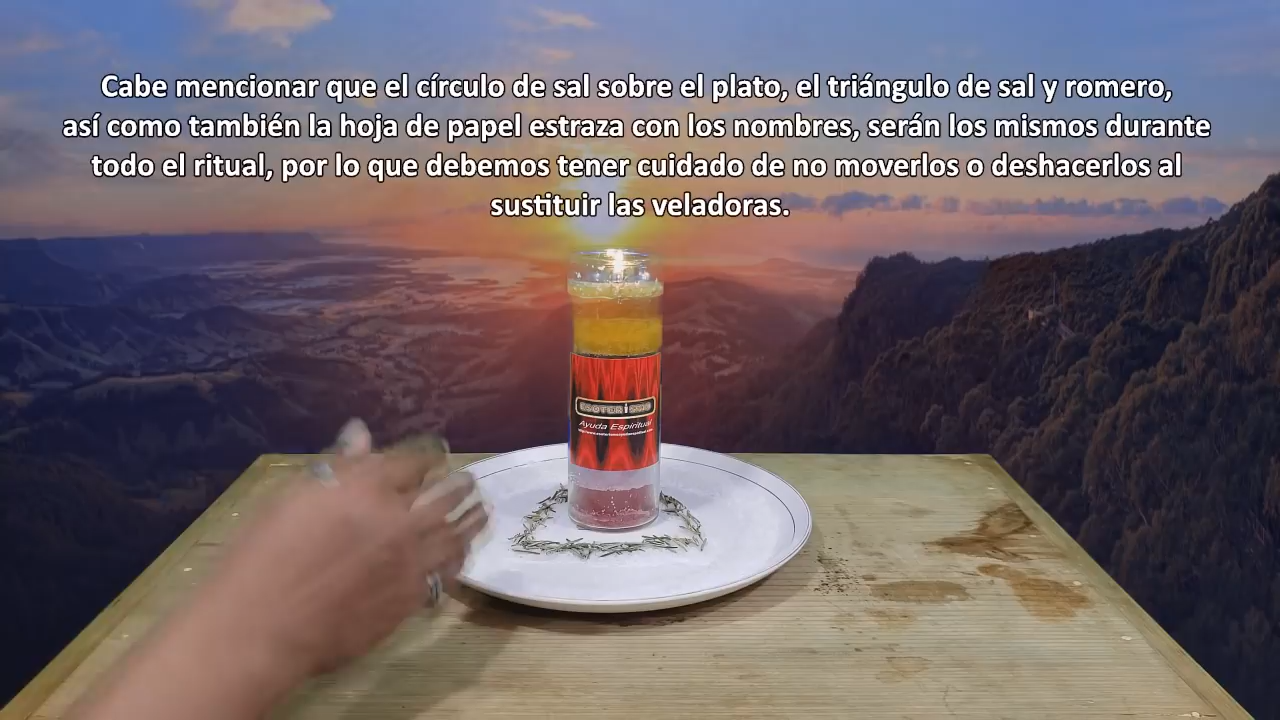 Cabe mencionar que el círculo de sal sobre el plato, el triángulo de sal y romero,
así como también la hoja de papel estraza con los nombres, serán los mismos durante
todo el ritual, por lo que debemos tener cuidado de no moverlos o deshacerlos al
sustituir las veladoras.
Ayuda Espiritual